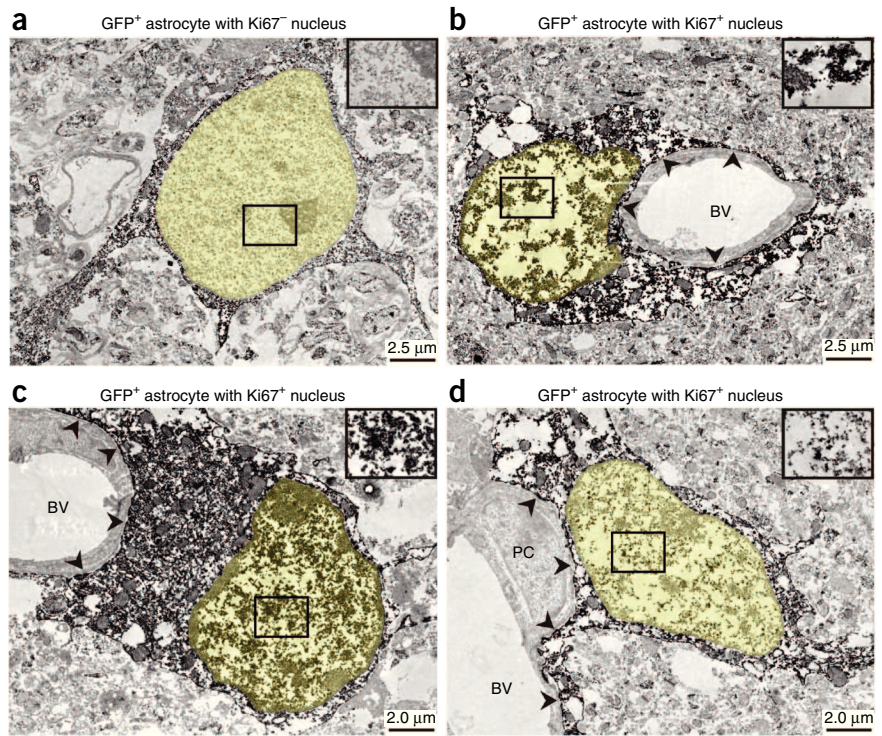 a
GFP⁺ astrocyte with Ki67⁻ nucleus
2.5 μm
b
GFP⁺ astrocyte with Ki67⁺ nucleus
BV
2.5 μm
c
GFP⁺ astrocyte with Ki67⁺ nucleus
BV
2.0 μm
d
GFP⁺ astrocyte with Ki67⁺ nucleus
PC
BV
2.0 μm